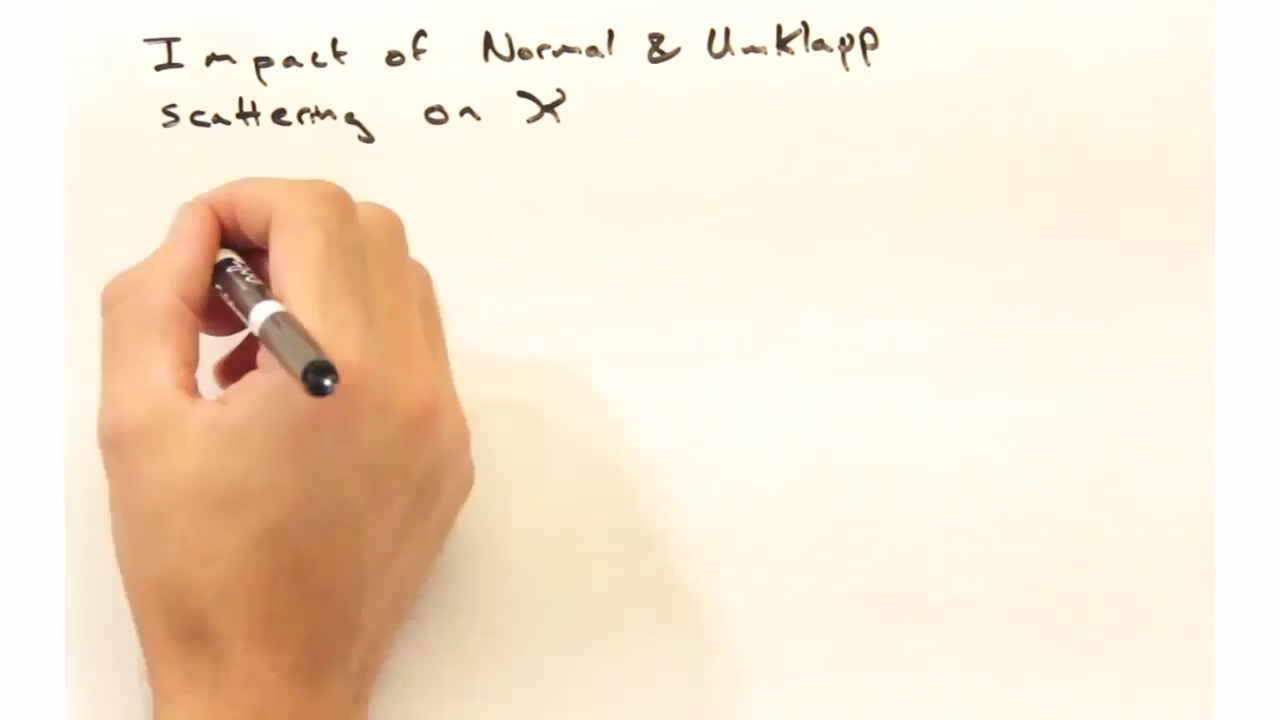 Impact of Normal & Umklapp
scattering on ϰ